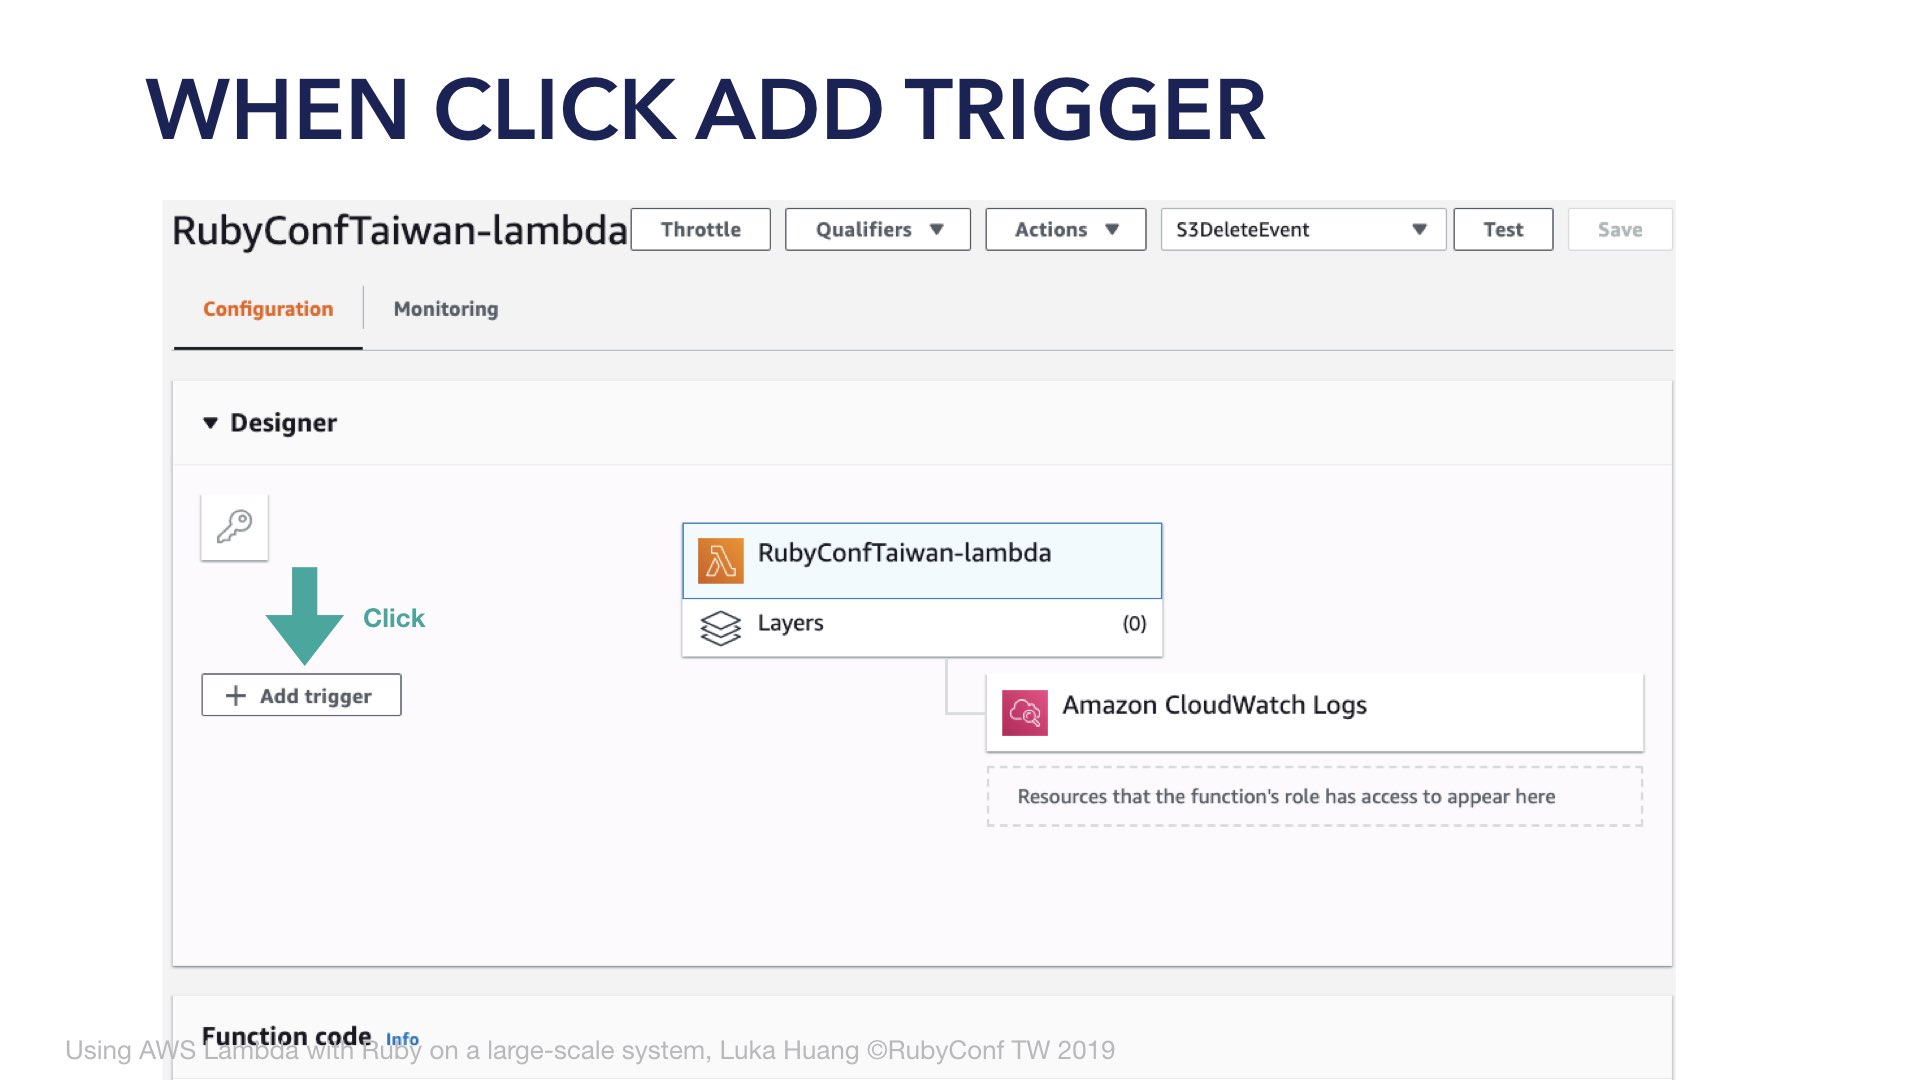 WHEN CLICK ADD TRIGGER
RubyConfTaiwan-lambda Throttle Qualifiers Actions S3DeleteEvent Test Save
Configuration Monitoring
Designer
RubyConfTaiwan-lambda
Click
Layers (0)
Add trigger
Amazon CloudWatch Logs
Resources that the function's role has access to appear here
Function code Info
Using AWS Lambda with Ruby on a large-scale system, Luka Huang ©RubyConf TW 2019